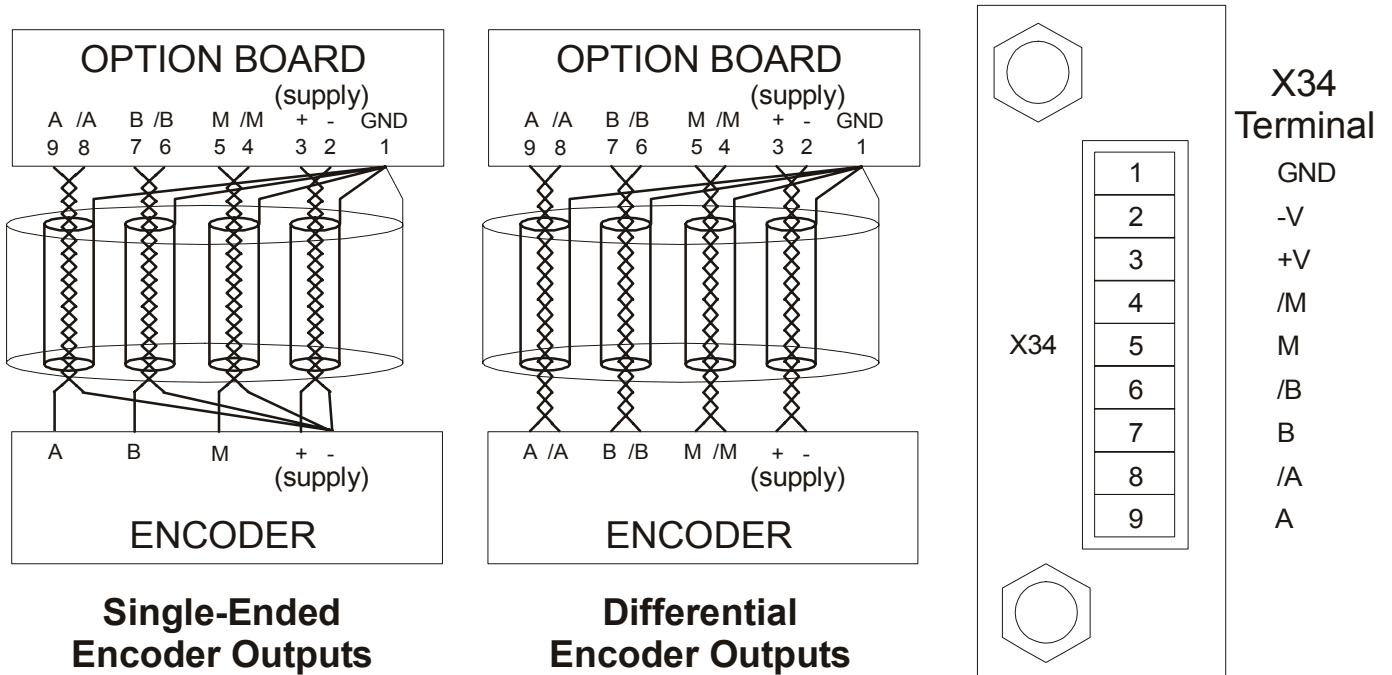 OPTION BOARD
(supply)
A /A B /B M /M + - GND
9 8 7 6 5 4 3 2 1
A B M + -
(supply)
ENCODER
Single-Ended
Encoder Outputs
OPTION BOARD
(supply)
A /A B /B M /M + - GND
9 8 7 6 5 4 3 2 1
A /A B /B M /M + -
(supply)
ENCODER
Differential
Encoder Outputs
X34
Terminal
1 GND
2 -V
3 +V
4 /M
X34 5 M
6 /B
7 B
8 /A
9 A